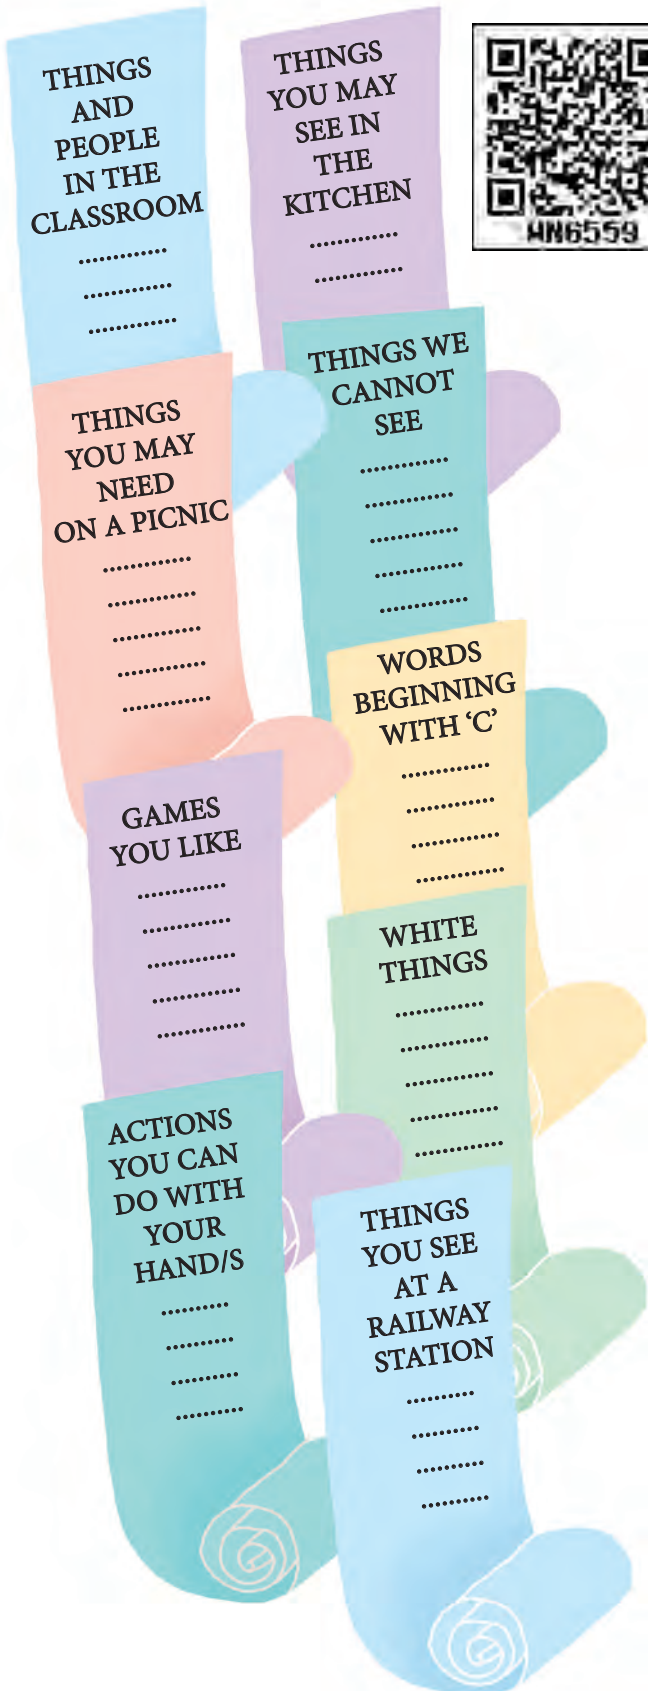 THINGS
AND
PEOPLE
IN THE
CLASSROOM
.............
.............
.............
THINGS
YOU MAY
SEE IN
THE
KITCHEN
.............
.............
THINGS
YOU MAY
NEED
ON A PICNIC
.............
.............
.............
.............
.............
THINGS WE
CANNOT
SEE
.............
.............
.............
.............
.............
WORDS
BEGINNING
WITH ‘C’
.............
.............
.............
.............
GAMES
YOU LIKE
.............
.............
.............
.............
.............
WHITE
THINGS
.............
.............
.............
.............
.............
ACTIONS
YOU CAN
DO WITH
YOUR
HAND/S
..........
..........
..........
..........
THINGS
YOU SEE
AT A
RAILWAY
STATION
..........
..........
..........
..........
WN6559